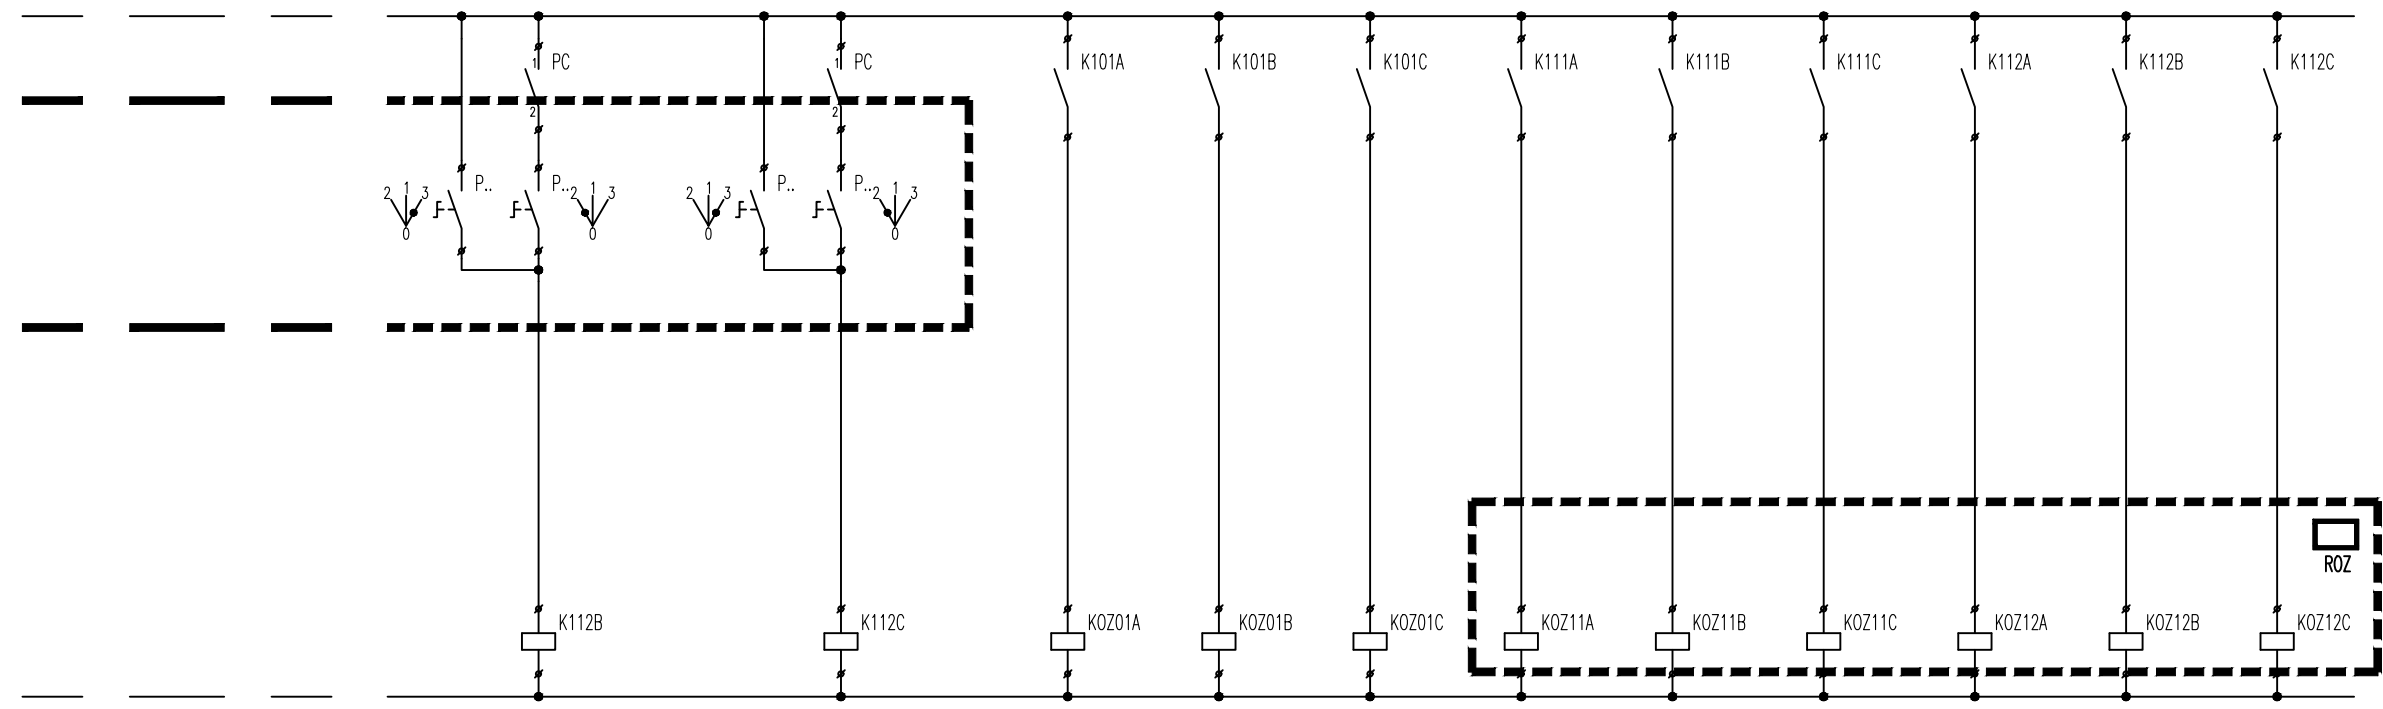 1 PC
1 PC
K101A
K101B
K101C
K111A
K111B
K111C
K112A
K112B
K112C
2
2
2 1 3
P..
P..
2 1 3
2 1 3
P..
P..
2 1 3
0
0
0
0
ROZ
K112B
K112C
KOZ01A
KOZ01B
KOZ01C
KOZ11A
KOZ11B
KOZ11C
KOZ12A
KOZ12B
KOZ12C